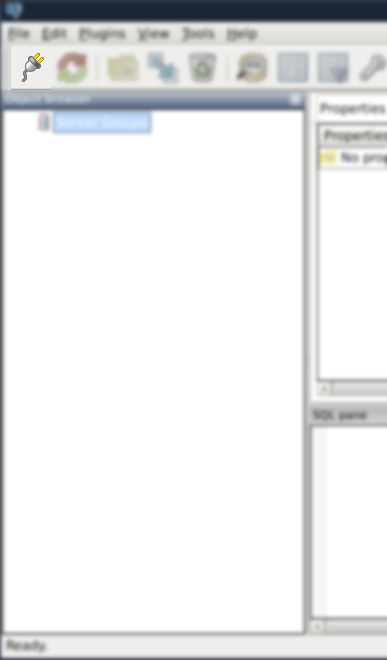 File Edit Plugins View Tools Help
Object browser
Server Groups
Properties
Properties
No prop
SQL pane
Ready.